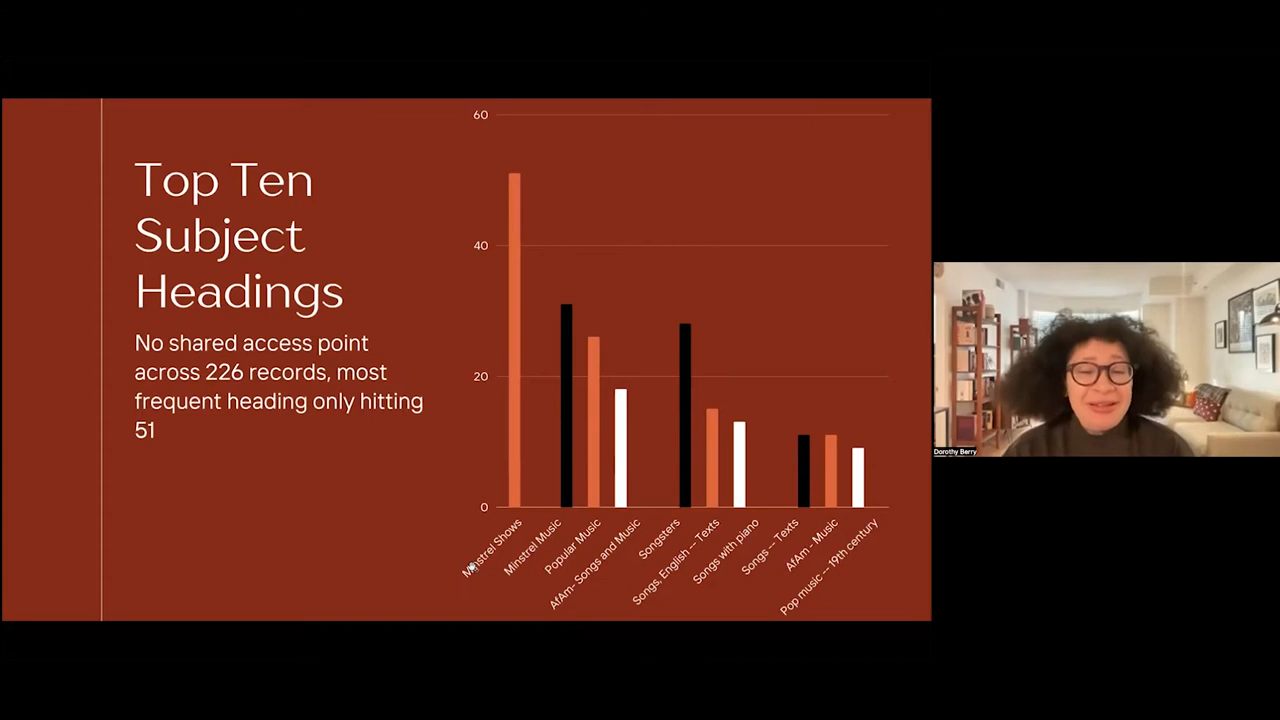 Top Ten
Subject
Headings
No shared access point
across 226 records, most
frequent heading only hitting
51
60
40
20
0
Minstrel Shows
Minstrel Music
Popular Music
AfAm- Songs and Music
Songsters
Songs, English -- Texts
Songs with piano
Songs -- Texts
AfAm - Music
Pop music -- 19th century
Dorothy Berry